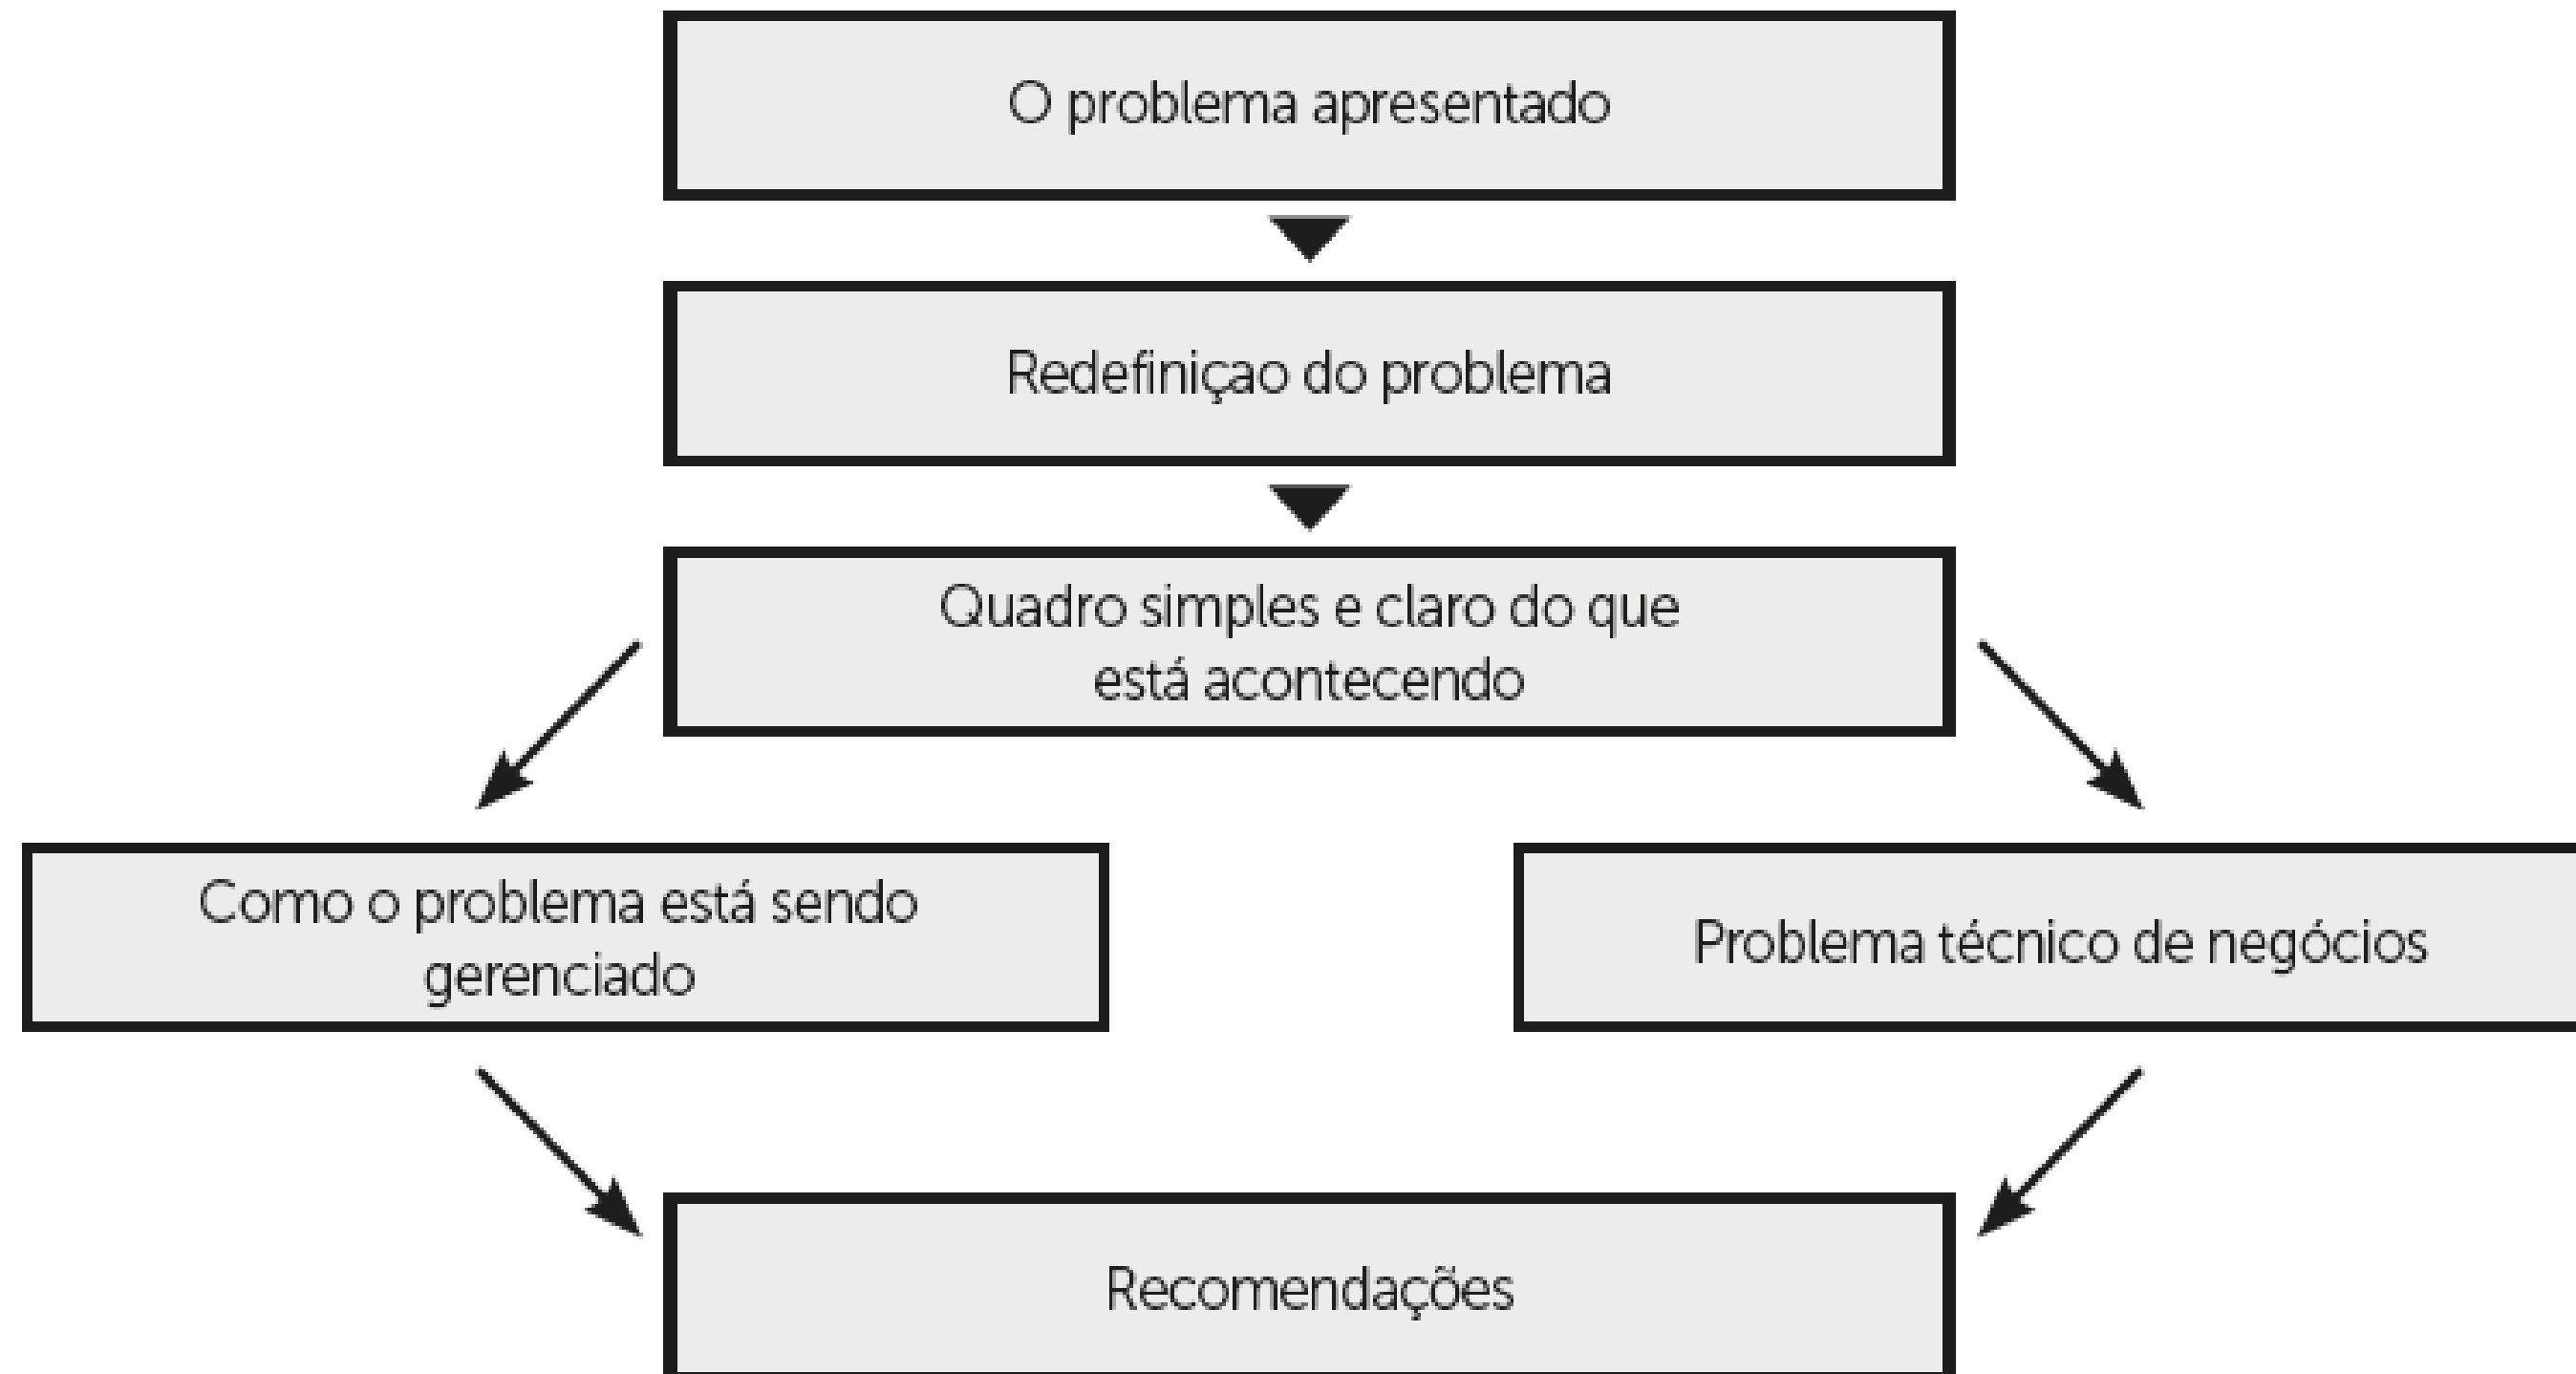 O problema apresentado
Redefiniçao do problema
Quadro simples e claro do que
está acontecendo
Como o problema está sendo
gerenciado
Problema técnico de negócios
Recomendações